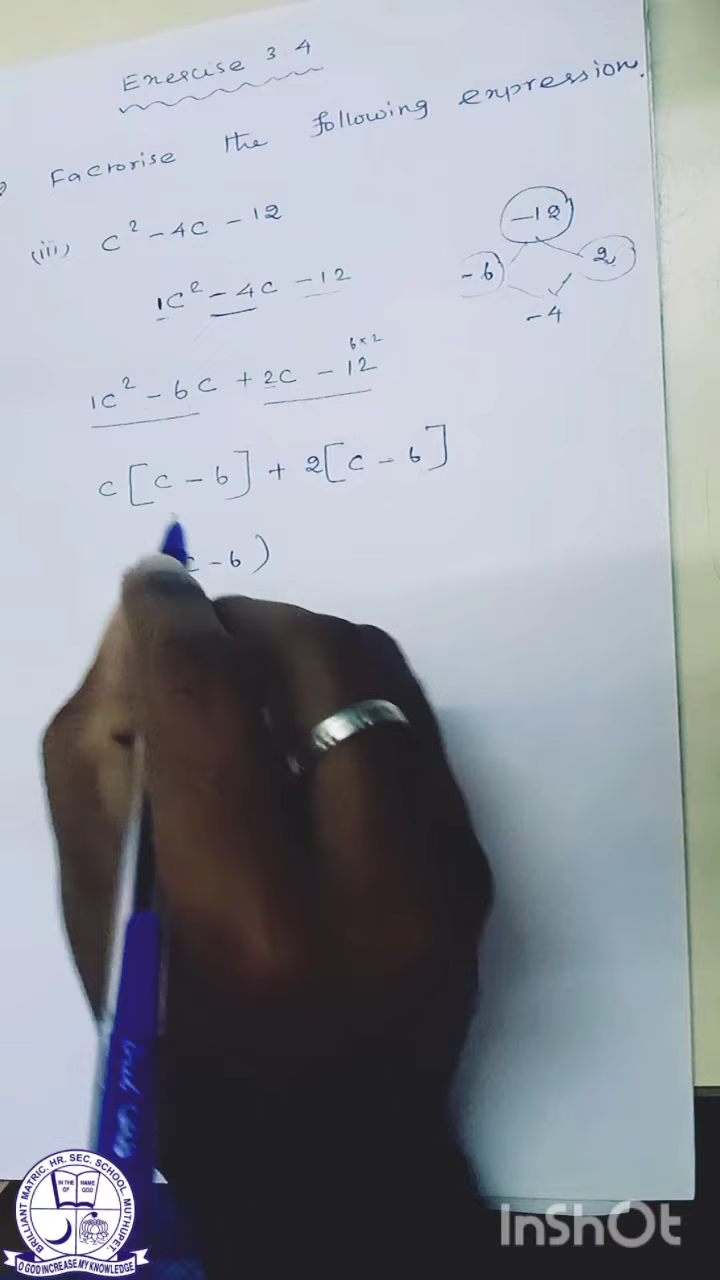 Exercise 3.4
Factorise the following expression.
(iii) c² - 4c - 12
1c² - 4c - 12
-12
-6 2
-4
6×2
1c² - 6c + 2c - 12
c[c - 6] + 2[c - 6]
c - 6)
BRILLIANT MATRIC. HR. SEC. SCHOOL, MUTHUPET.
IN THE NAME
OF GOD
O GOD INCREASE MY KNOWLEDGE
InShOt